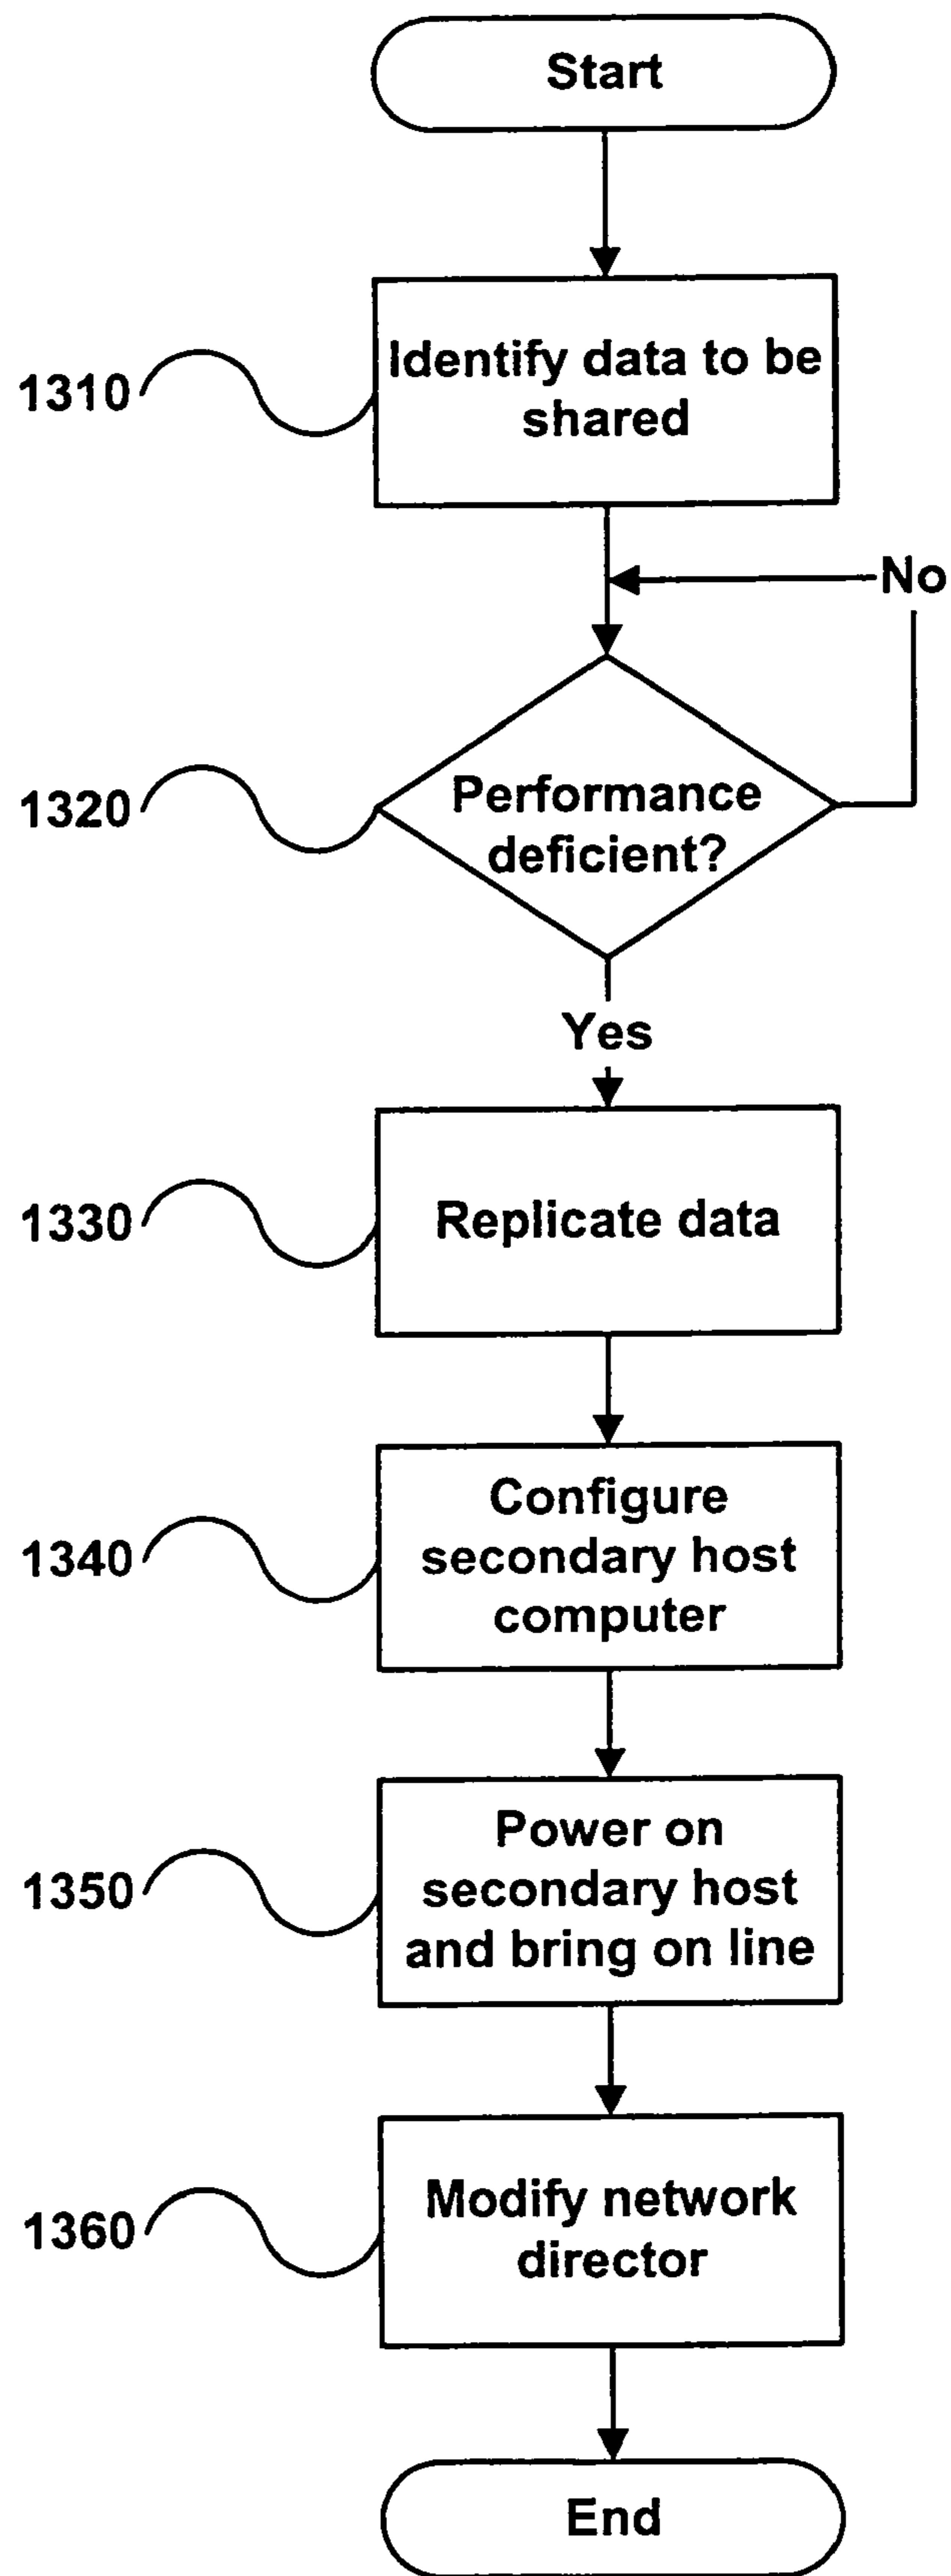 Start
1310
Identify data to be
shared
No
1320
Performance
deficient?
Yes
1330
Replicate data
1340
Configure
secondary host
computer
1350
Power on
secondary host
and bring on line
1360
Modify network
director
End